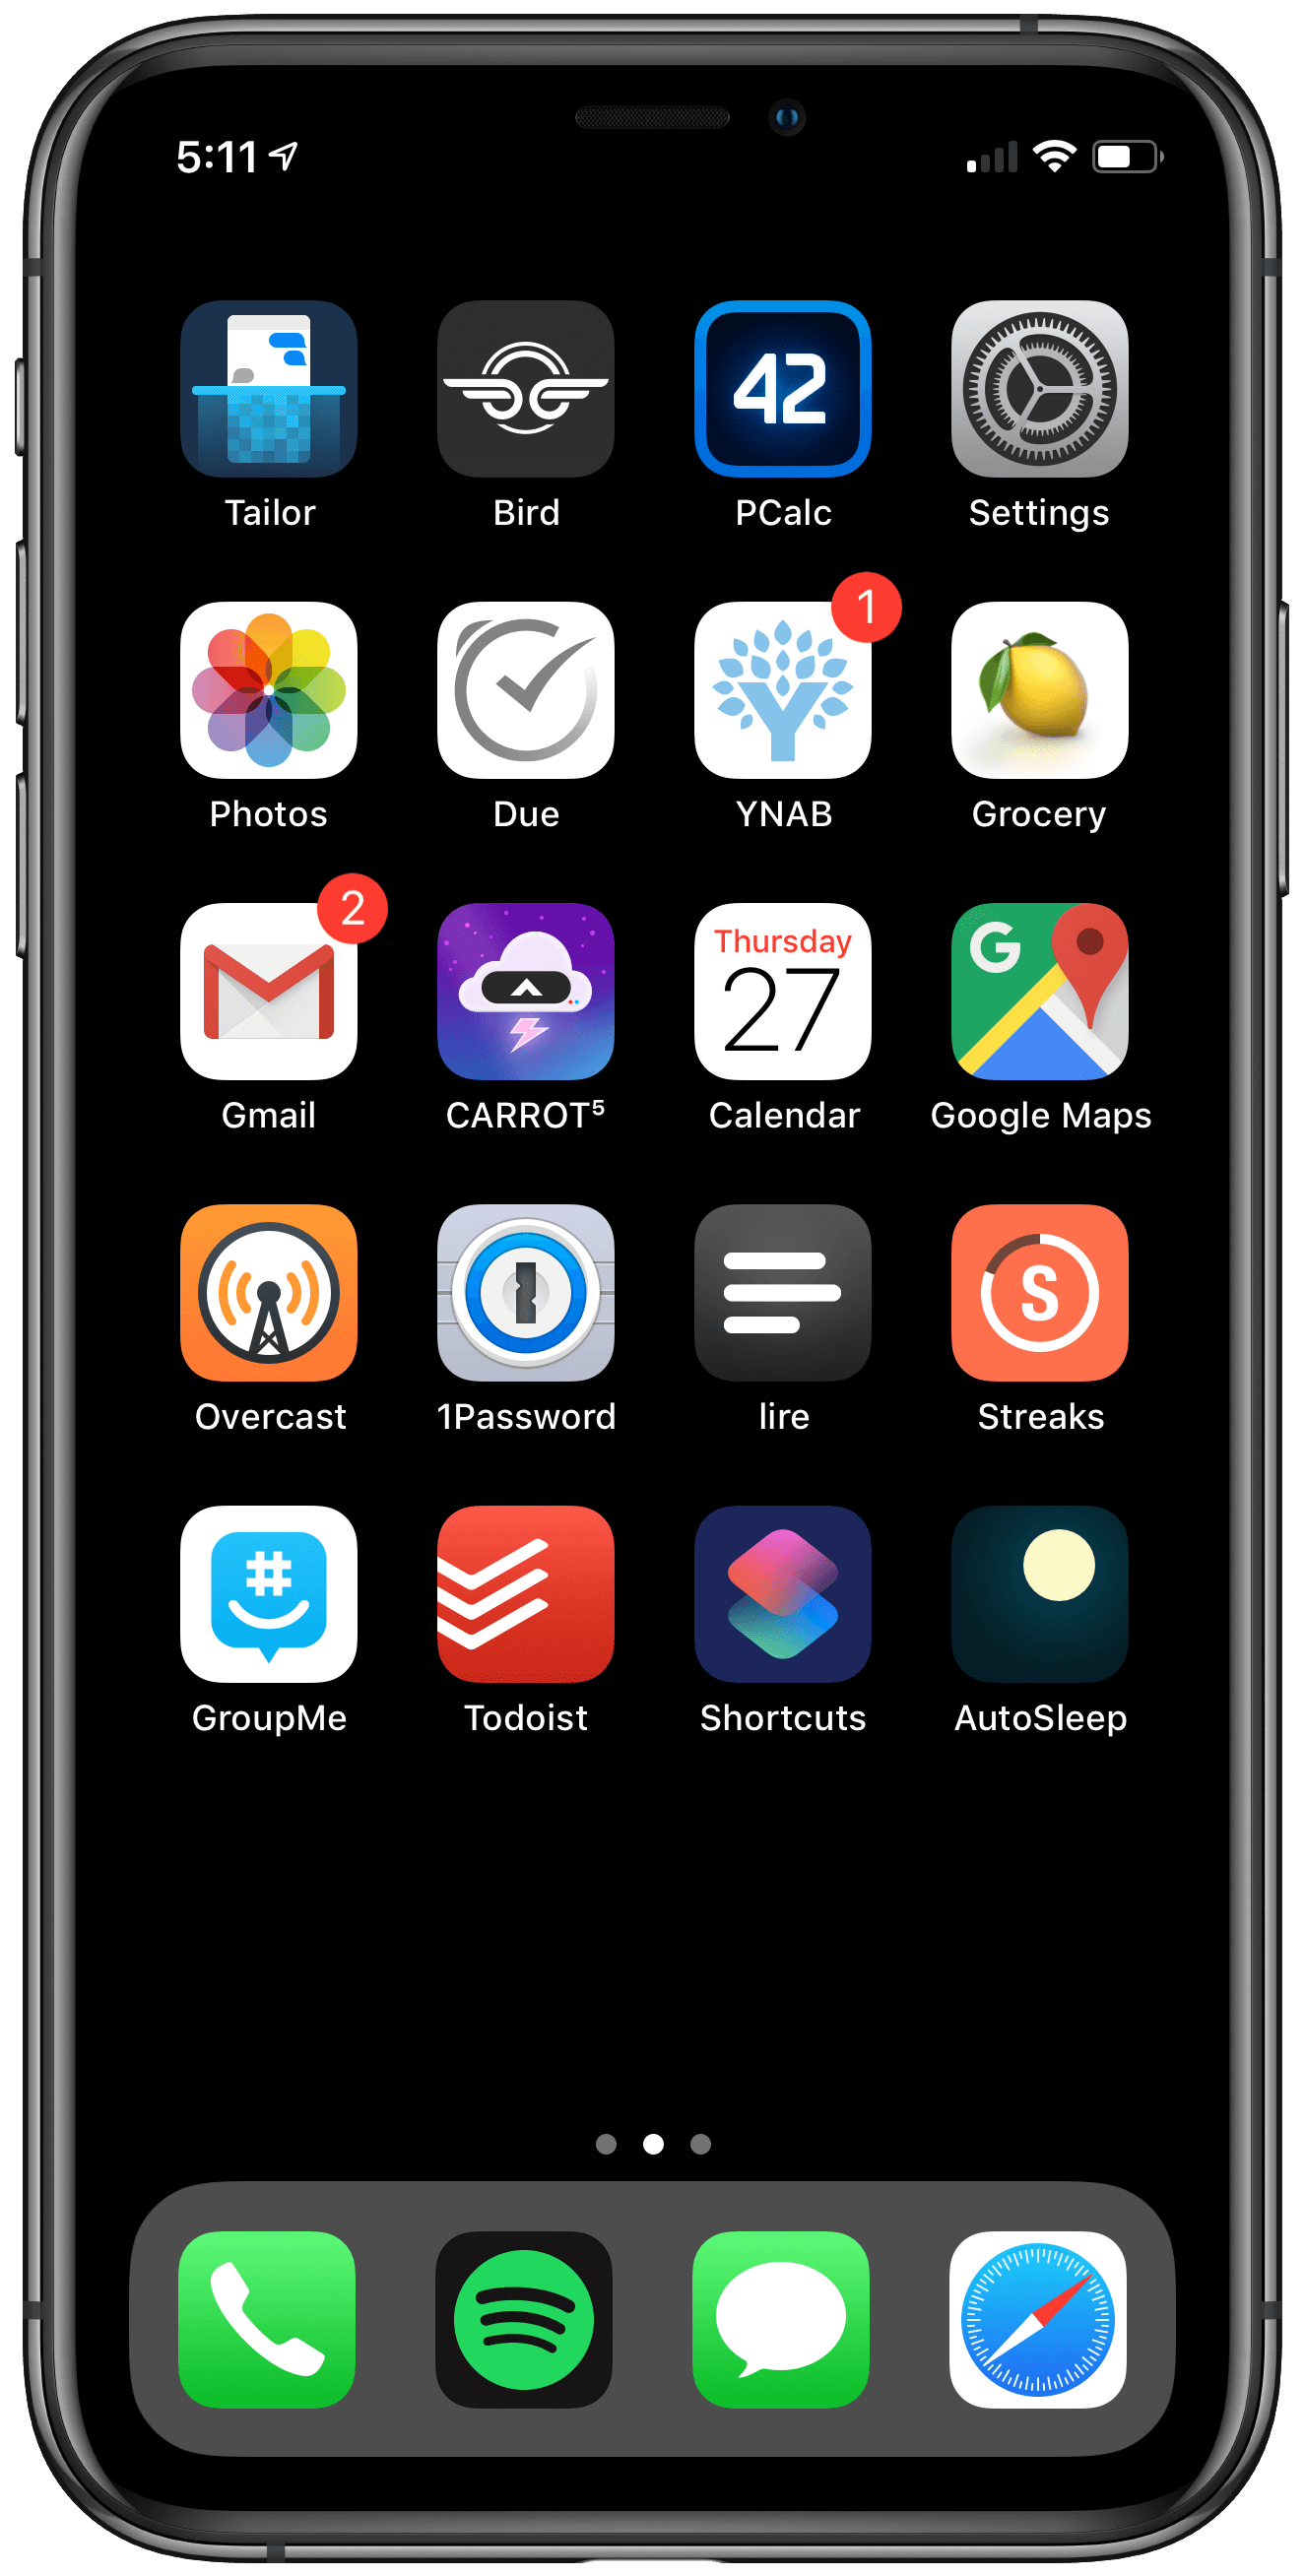 5:11
42
Tailor Bird PCalc Settings
1
Photos Due YNAB Grocery
2
Thursday
27
G
Gmail CARROT⁵ Calendar Google Maps
S
Overcast 1Password lire Streaks
#
GroupMe Todoist Shortcuts AutoSleep